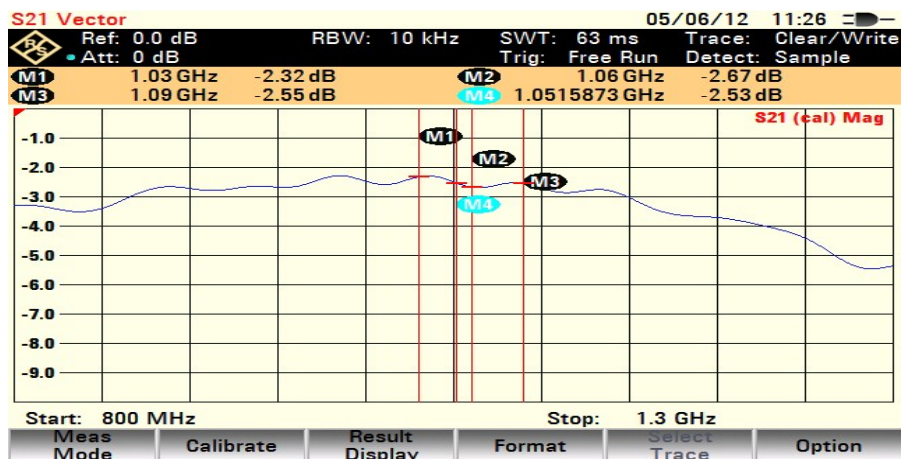 S21 Vector 05/06/12 11:26
Ref: 0.0 dB RBW: 10 kHz SWT: 63 ms Trace: Clear/Write
Att: 0 dB Trig: Free Run Detect: Sample
M1 1.03 GHz -2.32 dB M2 1.06 GHz -2.67 dB
M3 1.09 GHz -2.55 dB M4 1.0515873 GHz -2.53 dB
S21 (cal) Mag
-1.0
M1
M2
-2.0
M3
-3.0
M4
-4.0
-5.0
-6.0
-7.0
-8.0
-9.0
Start: 800 MHz Stop: 1.3 GHz
Meas Mode Calibrate Result Display Format Select Trace Option